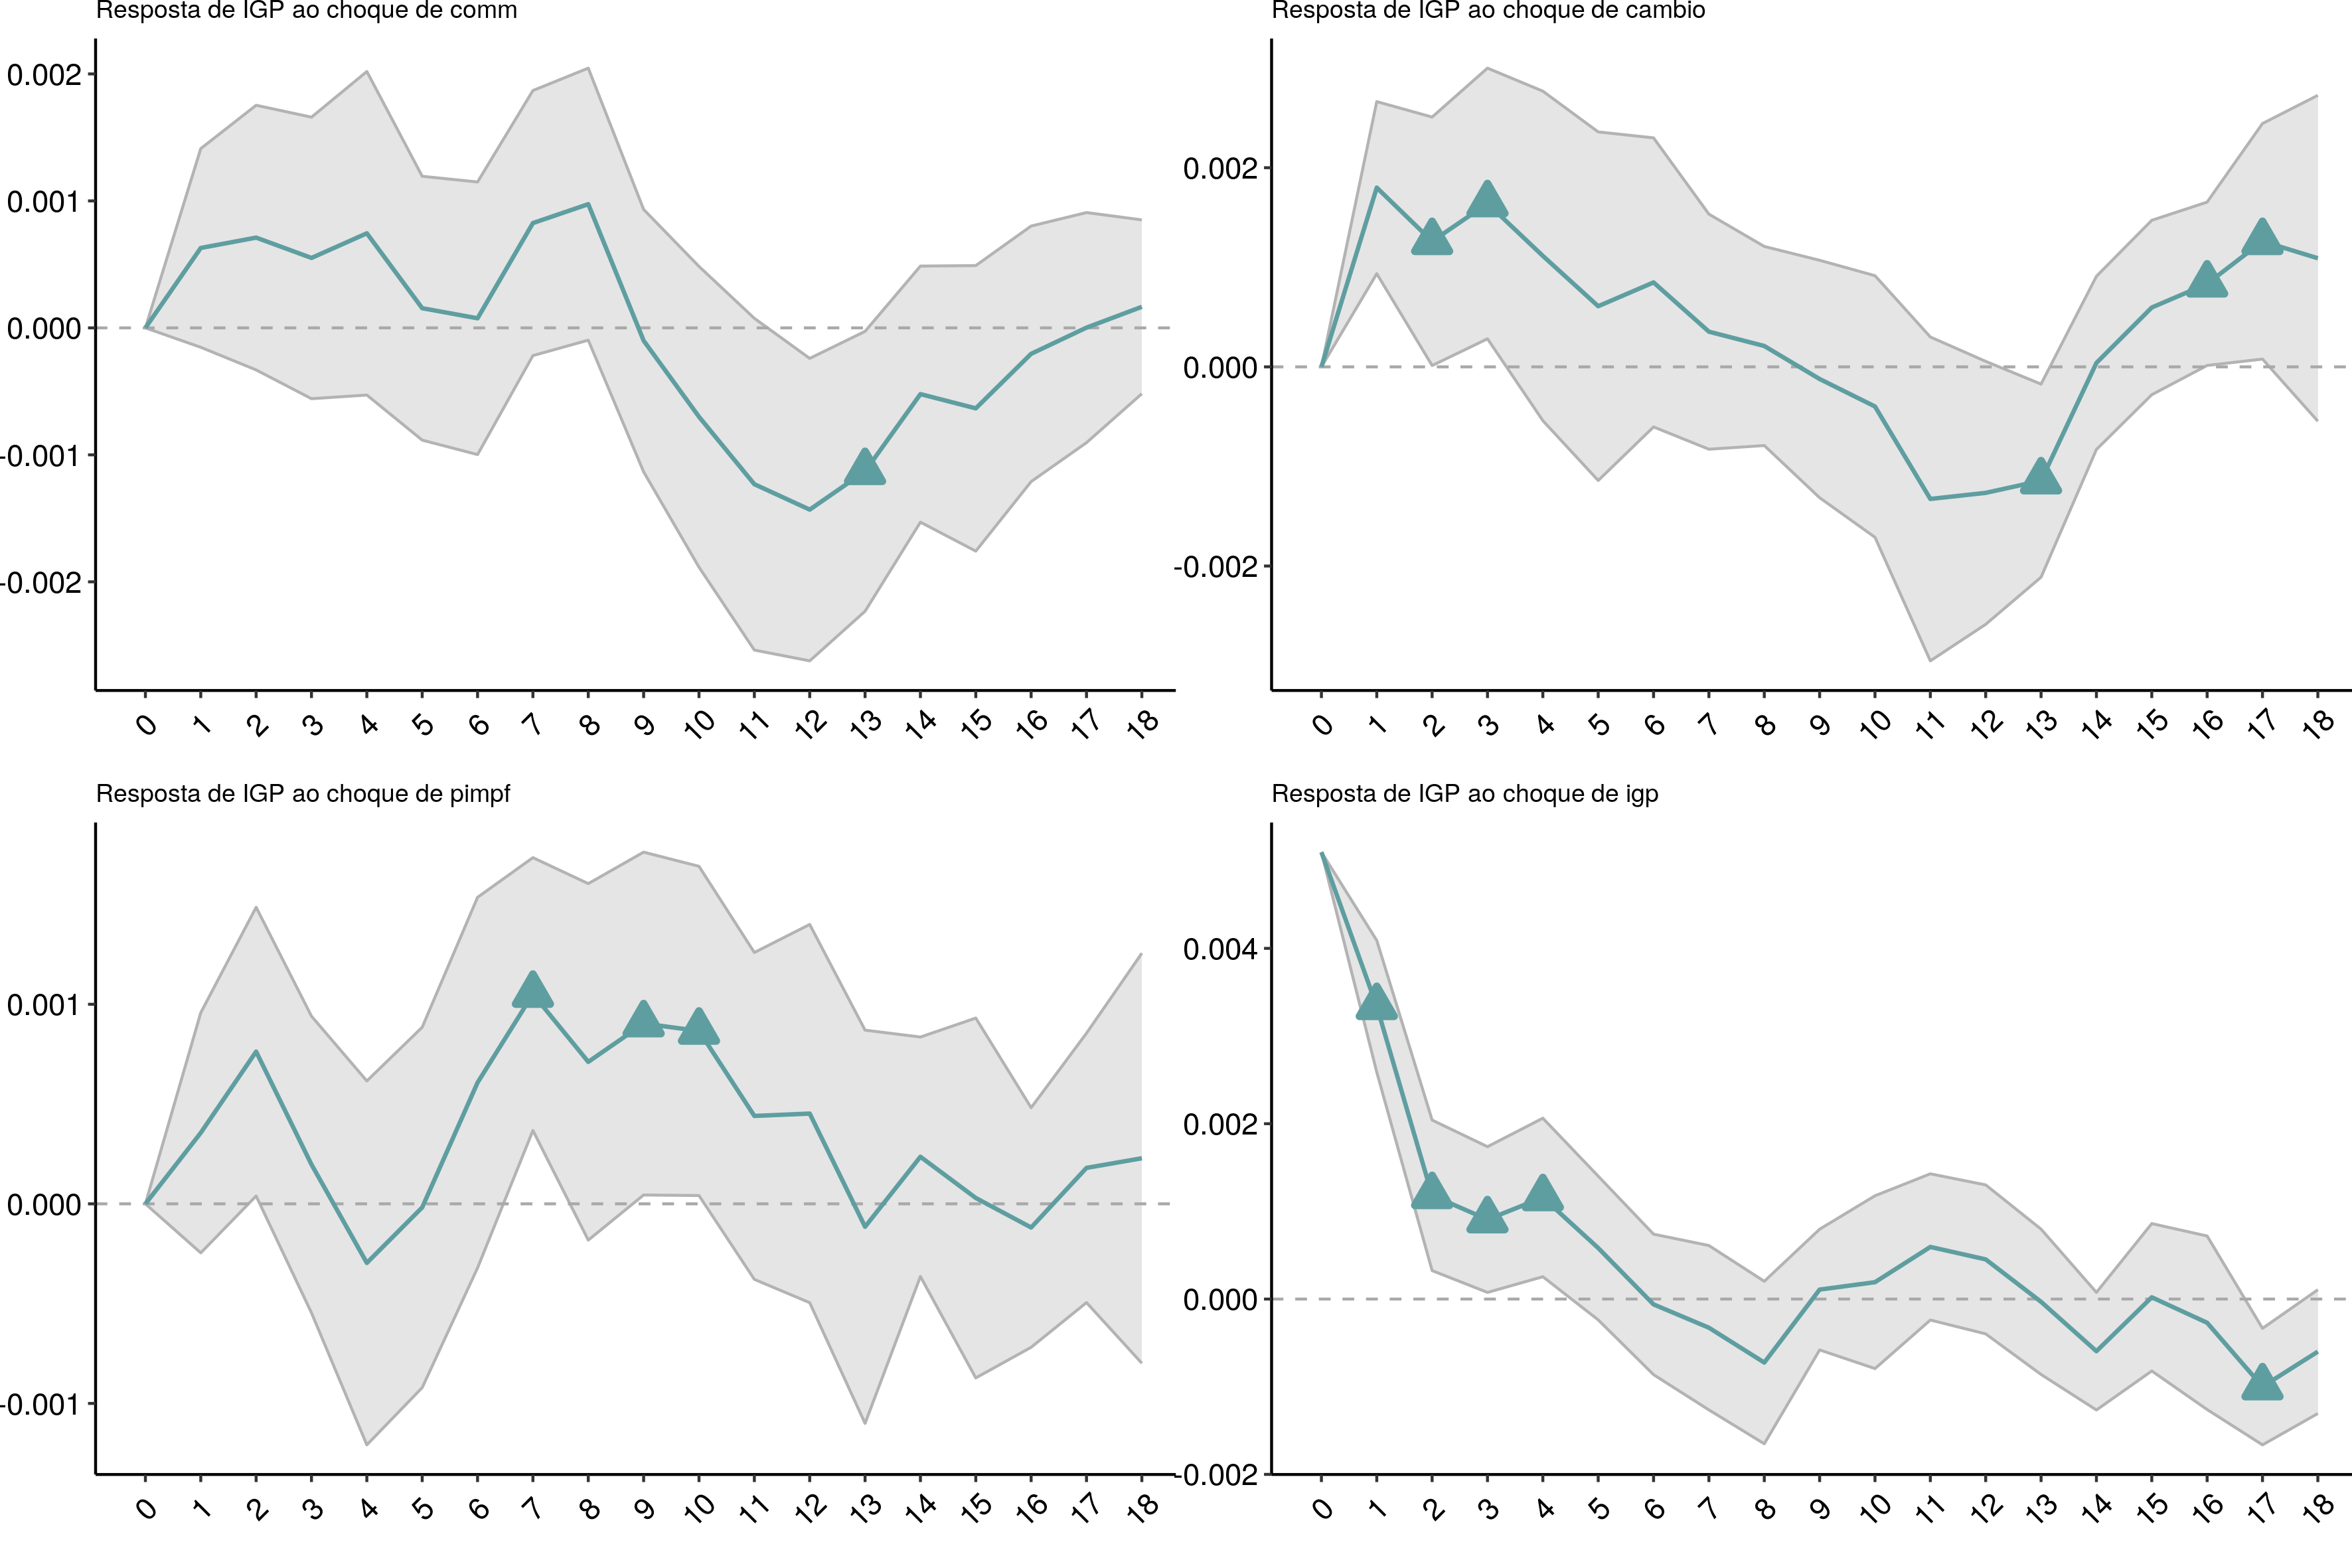 Resposta de IGP ao choque de comm
0.002
0.001
0.000
-0.001
-0.002
0 1 2 3 4 5 6 7 8 9 10 11 12 13 14 15 16 17 18
Resposta de IGP ao choque de cambio
0.002
0.000
-0.002
0 1 2 3 4 5 6 7 8 9 10 11 12 13 14 15 16 17 18
Resposta de IGP ao choque de pimpf
0.001
0.000
-0.001
0 1 2 3 4 5 6 7 8 9 10 11 12 13 14 15 16 17 18
Resposta de IGP ao choque de igp
0.004
0.002
0.000
-0.002
0 1 2 3 4 5 6 7 8 9 10 11 12 13 14 15 16 17 18